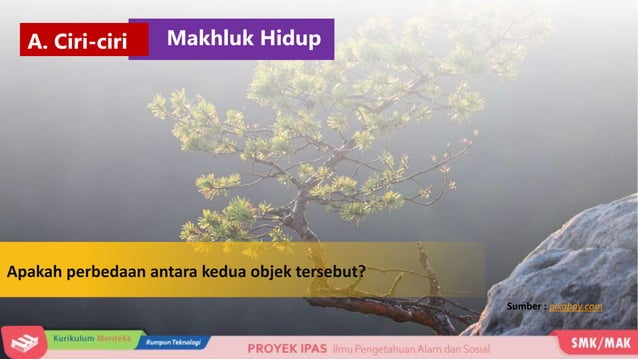 A. Ciri-ciri
Makhluk Hidup
Apakah perbedaan antara kedua objek tersebut?
Sumber : pixabay.com
Kurikulum Merdeka
Rumpun Teknologi
PROYEK IPAS Ilmu Pengetahuan Alam dan Sosial
SMK/MAK